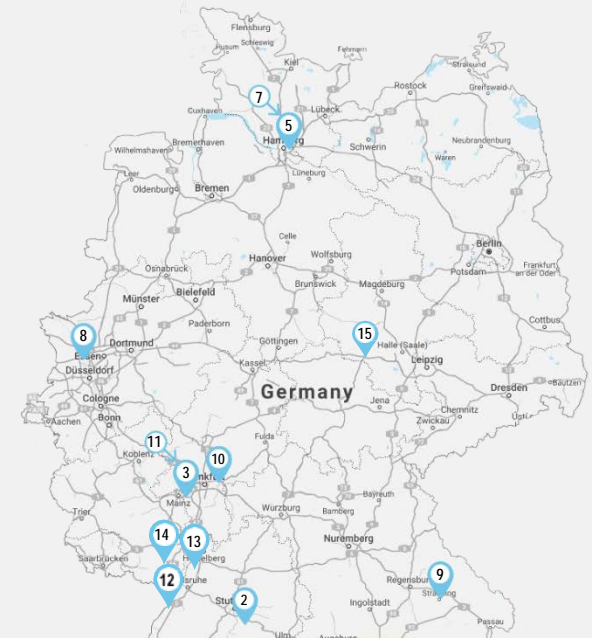 Flensburg
Husum
Schleswig
Fehmarn
Kiel
Stralsund
7
Rostock
Greifswald
Cuxhaven
Lübeck
5
Bremerhaven
Schwerin
Neubrandenburg
Wilhelmshaven
Waren
Lüneburg
Leer
Oldenburg
Bremen
Celle
Berlin
Wolfsburg
Hanover
Osnabrück
Potsdam
Frankfurt
an der Oder
Brunswick
Magdeburg
Bielefeld
Münster
Cottbus
Paderborn
8
15
Dortmund
Göttingen
Halle (Saale)
Essen
Leipzig
Düsseldorf
Kassel
Bautzen
Dresden
Germany
Cologne
Jena
Chemnitz
Bonn
Aachen
Zwickau
11
Fulda
Koblenz
10
3
Mainz
Bayreuth
Trier
Würzburg
Bamberg
14
13
Nuremberg
Saarbrücken
12
Regensburg
9
2
Ingolstadt
Passau